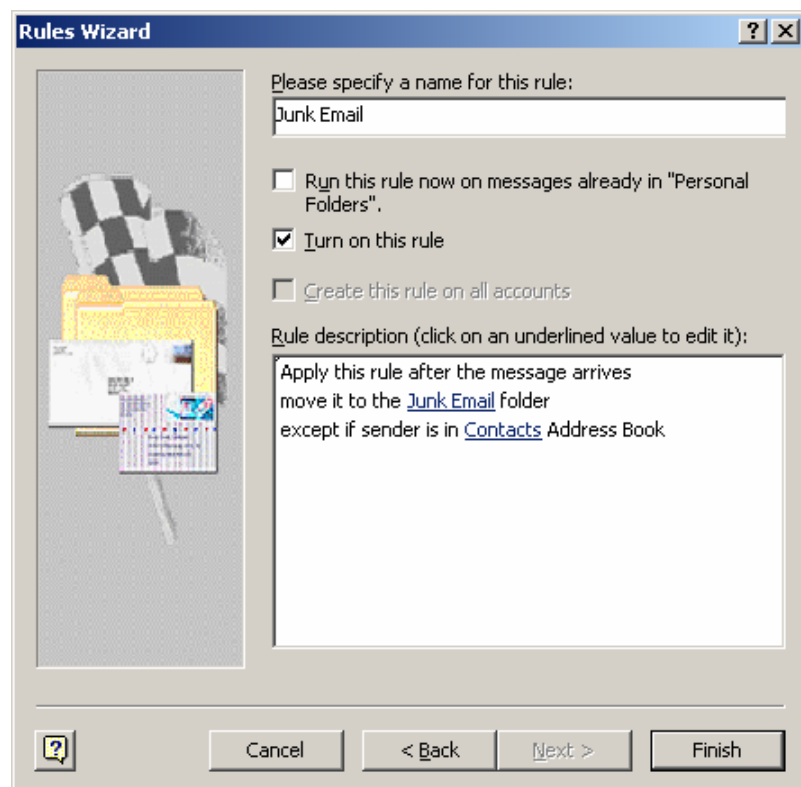 Rules Wizard
Please specify a name for this rule:
Junk Email
Run this rule now on messages already in "Personal
Folders".
Turn on this rule
Create this rule on all accounts
Rule description (click on an underlined value to edit it):
Apply this rule after the message arrives
move it to the Junk Email folder
except if sender is in Contacts Address Book
Cancel
< Back
Next >
Finish